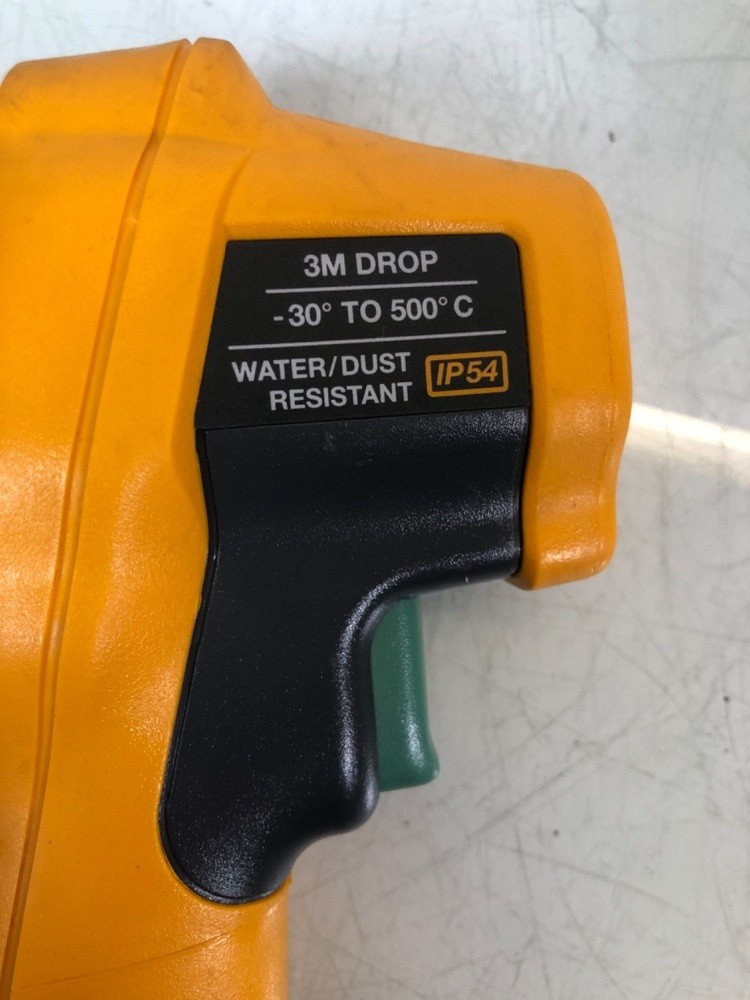 3M DROP
-30° TO 500° C
WATER/DUST
RESISTANT
IP54